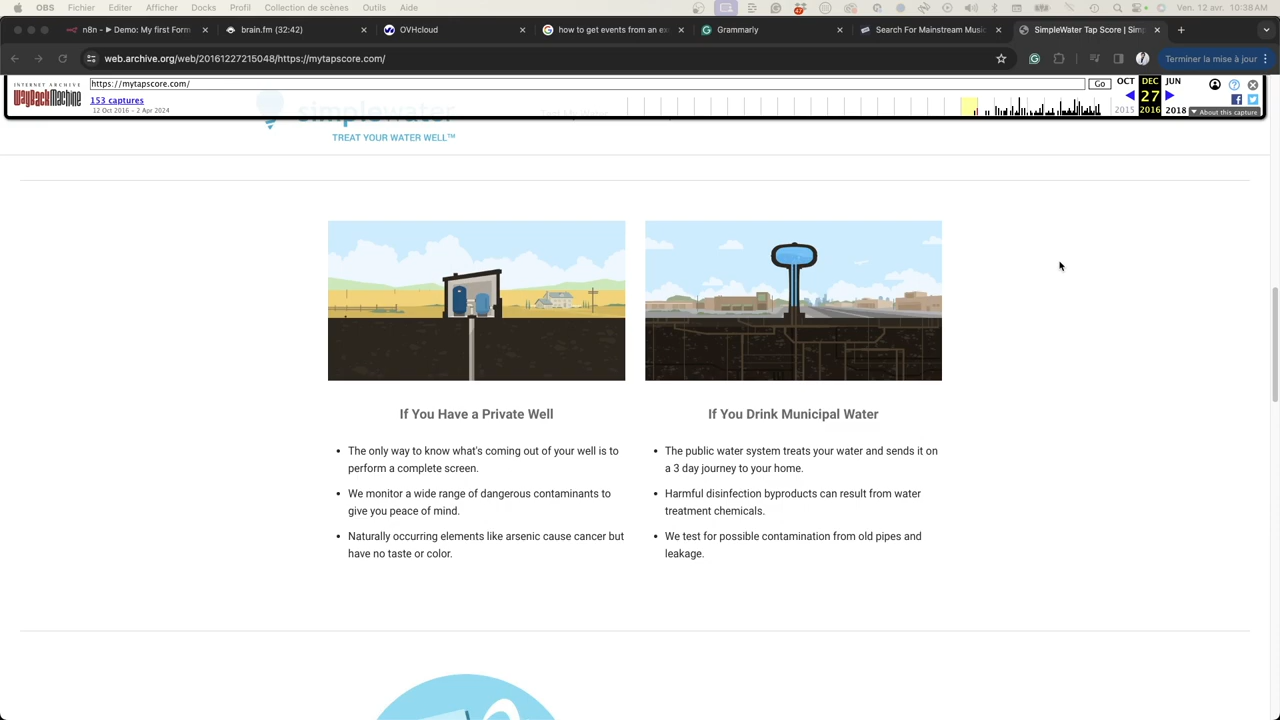 OBS Fichier Edition Afficher Docks Profil Collection de scènes Outils Aide
47
Ven. 12 avr. 10:38 AM
n8n - ▶ Demo: My first Form
brain.fm (32:42)
OVHcloud
how to get events from an ex
Grammarly
Search For Mainstream Music
SimpleWater Tap Score | Sim
web.archive.org/web/20161227215048/https://mytapscore.com/
Terminer la mise à jour
INTERNET ARCHIVE
WayBackMachine
https://mytapscore.com/
Go
153 captures
12 Oct 2016 - 2 Apr 2024
OCT DEC JUN
27
2015 2016 2018
About this capture
simplewater
TREAT YOUR WATER WELL™
If You Have a Private Well
• The only way to know what's coming out of your well is to
perform a complete screen.
• We monitor a wide range of dangerous contaminants to
give you peace of mind.
• Naturally occurring elements like arsenic cause cancer but
have no taste or color.
If You Drink Municipal Water
• The public water system treats your water and sends it on
a 3 day journey to your home.
• Harmful disinfection byproducts can result from water
treatment chemicals.
• We test for possible contamination from old pipes and
leakage.